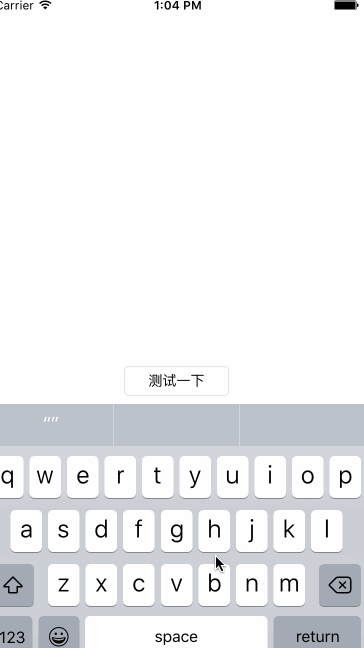 Carrier 1:04 PM
测试一下
“”
q w e r t y u i o p
a s d f g h j k l
z x c v b n m
123 space return